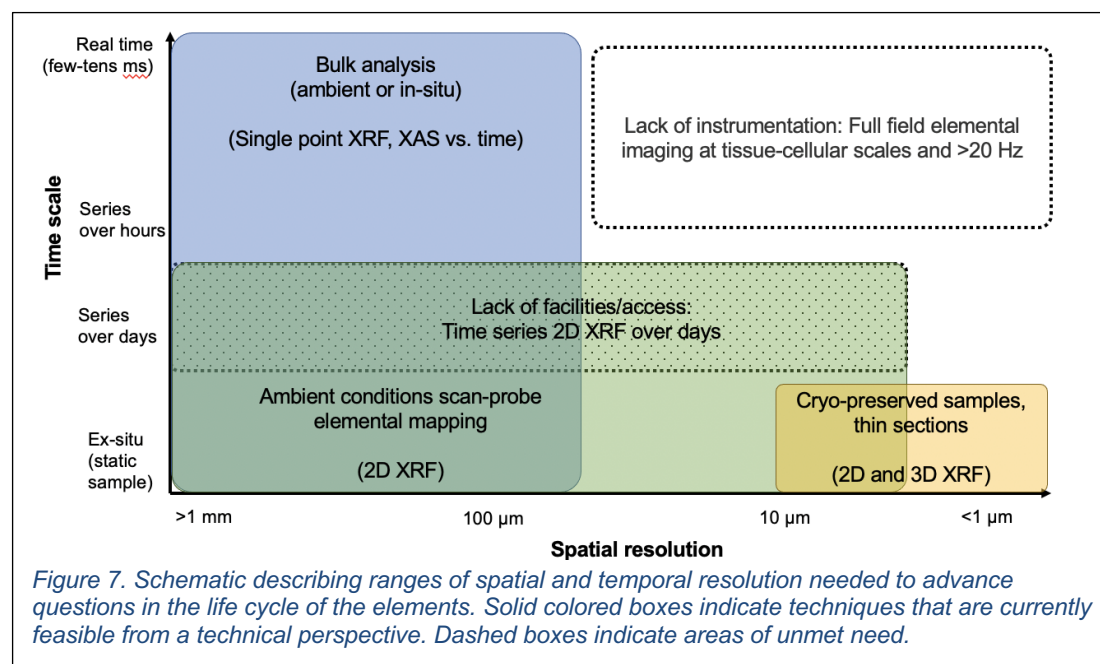 Real time
(few-tens ms)
Bulk analysis
(ambient or in-situ)
(Single point XRF, XAS vs. time)
Lack of instrumentation: Full field elemental
imaging at tissue-cellular scales and >20 Hz
Time scale
Series
over hours
Series
over days
Lack of facilities/access:
Time series 2D XRF over days
Ambient conditions scan-probe
elemental mapping
(2D XRF)
Cryo-preserved samples,
thin sections
(2D and 3D XRF)
Ex-situ
(static
sample)
>1 mm
100 µm
10 µm
<1 µm
Spatial resolution
Figure 7. Schematic describing ranges of spatial and temporal resolution needed to advance
questions in the life cycle of the elements. Solid colored boxes indicate techniques that are currently
feasible from a technical perspective. Dashed boxes indicate areas of unmet need.